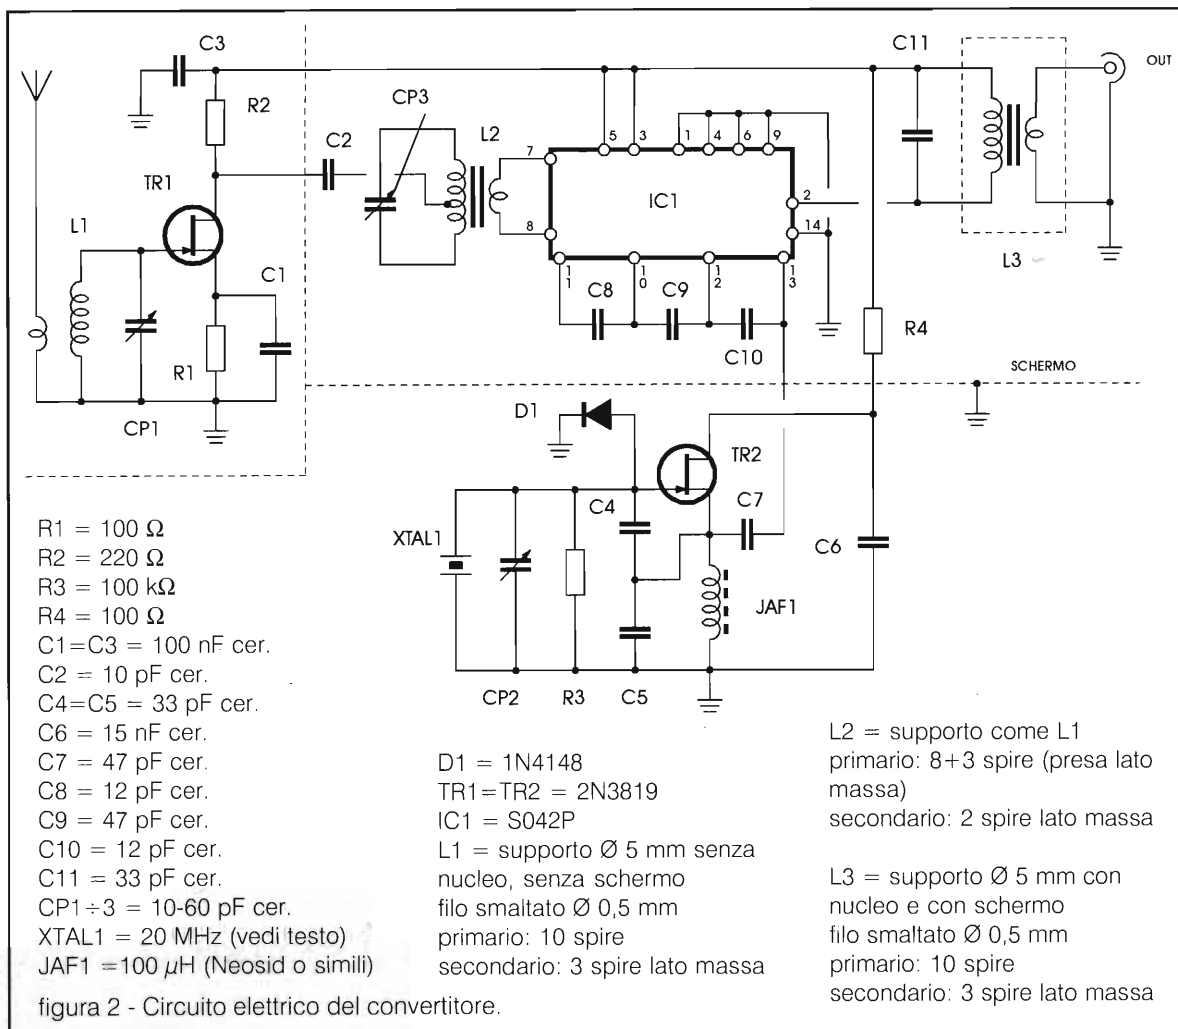 C3
C11
OUT
R2
CP3
C2
L2
5
3
1
4
6
9
7
TR1
IC1
2
L1
8
14
C1
L3
1
1
1
0
1
2
1
3
C8
C9
R4
R1
C10
SCHERMO
CP1
D1
TR2
C4
C7
XTAL1
C6
JAF1
CP2
R3
C5
R1 = 100 Ω
R2 = 220 Ω
R3 = 100 kΩ
R4 = 100 Ω
C1=C3 = 100 nF cer.
C2 = 10 pF cer.
C4=C5 = 33 pF cer.
C6 = 15 nF cer.
C7 = 47 pF cer.
C8 = 12 pF cer.
C9 = 47 pF cer.
C10 = 12 pF cer.
C11 = 33 pF cer.
CP1÷3 = 10-60 pF cer.
XTAL1 = 20 MHz (vedi testo)
JAF1 =100 µH (Neosid o simili)
D1 = 1N4148
TR1=TR2 = 2N3819
IC1 = S042P
L1 = supporto Ø 5 mm senza
nucleo, senza schermo
filo smaltato Ø 0,5 mm
primario: 10 spire
secondario: 3 spire lato massa
L2 = supporto come L1
primario: 8+3 spire (presa lato
massa)
secondario: 2 spire lato massa
L3 = supporto Ø 5 mm con
nucleo e con schermo
filo smaltato Ø 0,5 mm
primario: 10 spire
secondario: 3 spire lato massa
figura 2 - Circuito elettrico del convertitore.